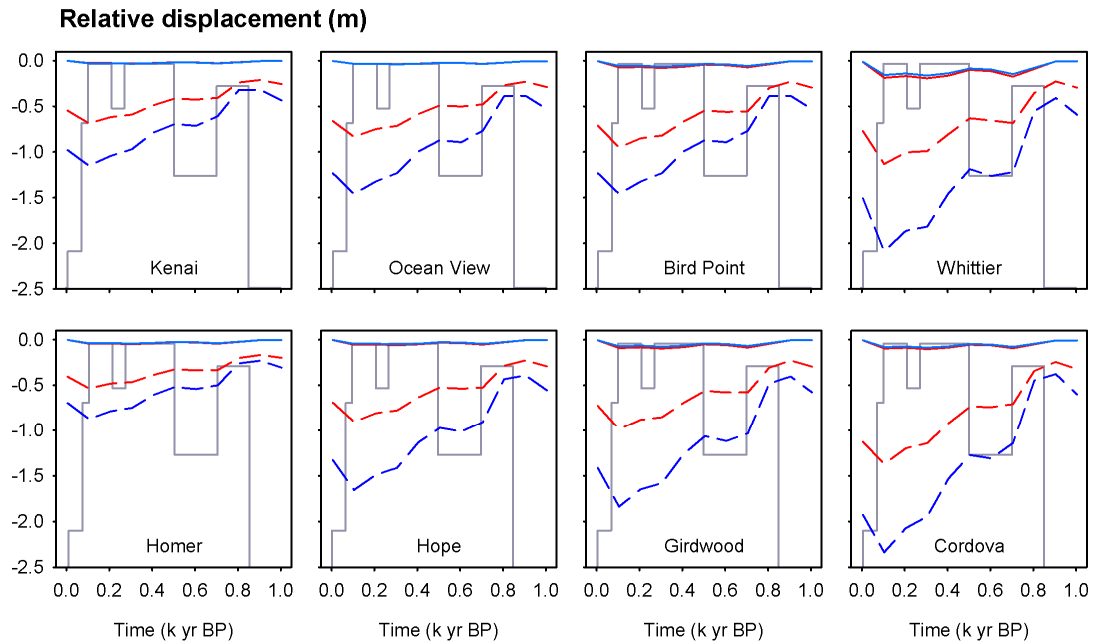 Relative displacement (m)
0.0
-0.5
-1.0
-1.5
-2.0
-2.5
Kenai
Ocean View
Bird Point
Whittier
0.0
-0.5
-1.0
-1.5
-2.0
-2.5
Homer
Hope
Girdwood
Cordova
0.0 0.2 0.4 0.6 0.8 1.0 0.0 0.2 0.4 0.6 0.8 1.0 0.0 0.2 0.4 0.6 0.8 1.0 0.0 0.2 0.4 0.6 0.8 1.0
Time (k yr BP) Time (k yr BP) Time (k yr BP) Time (k yr BP)